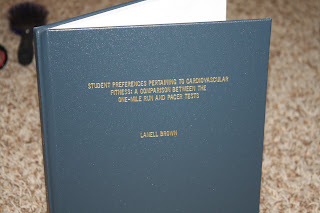 STUDENT PREFERENCES PERTAINING TO CARDIOVASCULAR
FITNESS: A COMPARISON BETWEEN THE
ONE-MILE RUN AND PACER TESTS
LANELL BROWN